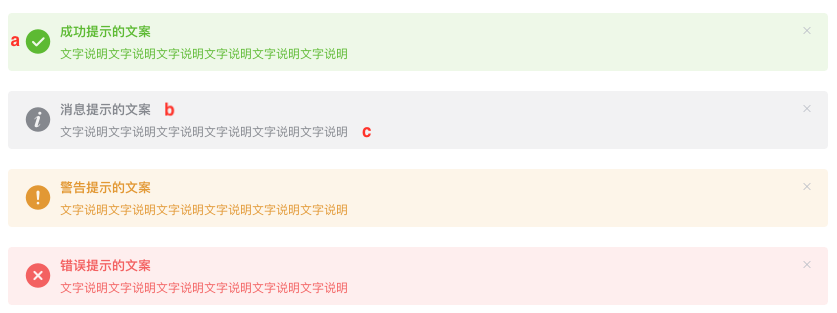 成功提示的文案
a
文字说明文字说明文字说明文字说明文字说明文字说明
消息提示的文案 b
文字说明文字说明文字说明文字说明文字说明文字说明 c
警告提示的文案
文字说明文字说明文字说明文字说明文字说明文字说明
错误提示的文案
文字说明文字说明文字说明文字说明文字说明文字说明